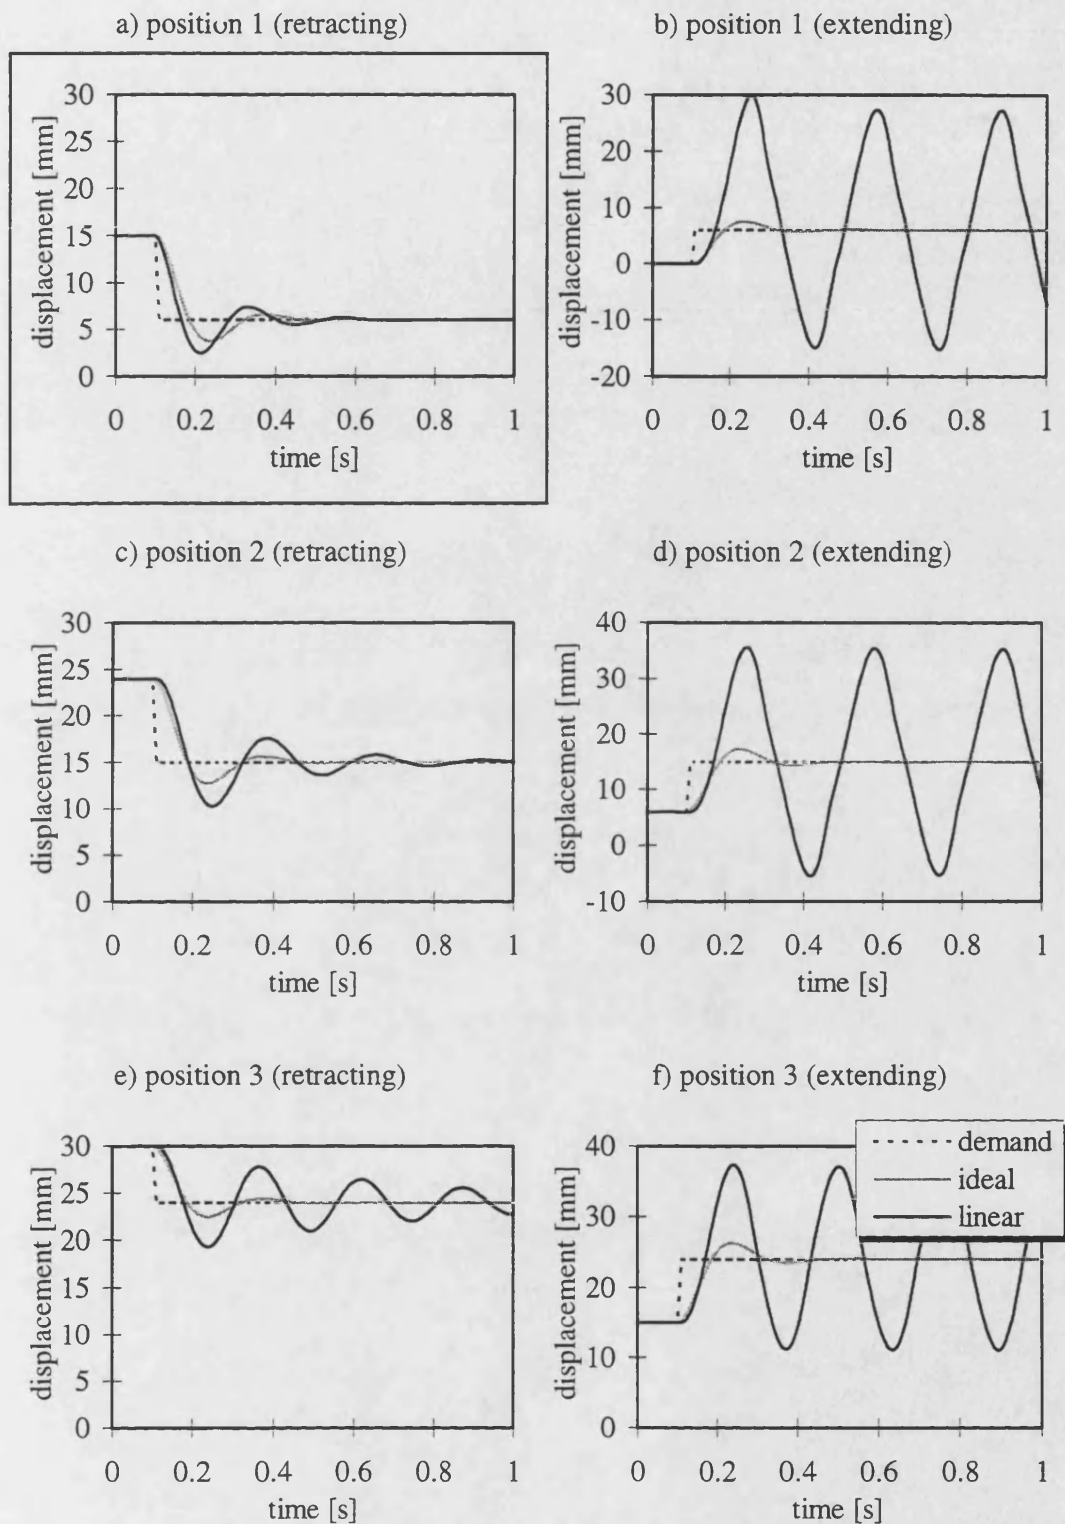 a) position 1 (retracting)
30
25
20
15
10
5
0
displacement [mm]
0 0.2 0.4 0.6 0.8 1
time [s]
b) position 1 (extending)
30
20
10
0
-10
-20
displacement [mm]
0 0.2 0.4 0.6 0.8 1
time [s]
c) position 2 (retracting)
30
25
20
15
10
5
0
displacement [mm]
0 0.2 0.4 0.6 0.8 1
time [s]
d) position 2 (extending)
40
30
20
10
0
-10
displacement [mm]
0 0.2 0.4 0.6 0.8 1
time [s]
e) position 3 (retracting)
30
25
20
15
10
5
0
displacement [mm]
0 0.2 0.4 0.6 0.8 1
time [s]
f) position 3 (extending)
40
30
20
10
0
displacement [mm]
demand
ideal
linear
0 0.2 0.4 0.6 0.8 1
time [s]